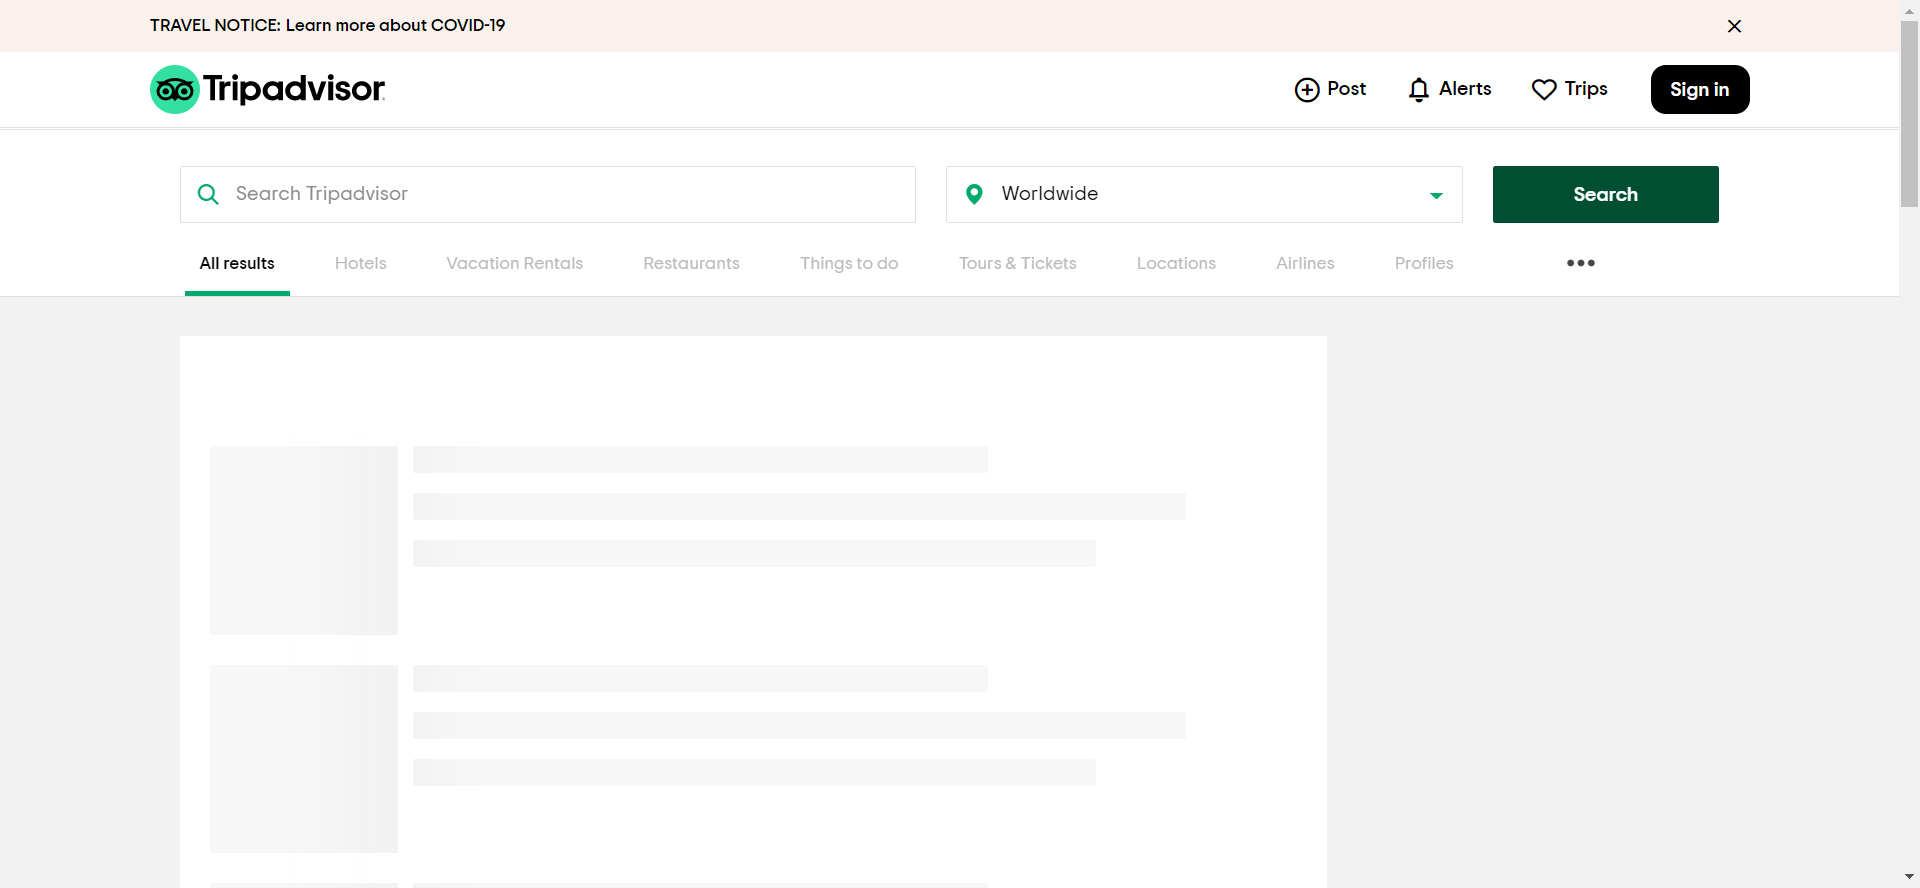 TRAVEL NOTICE: Learn more about COVID-19
Tripadvisor
Post
Alerts
Trips
Sign in
Search Tripadvisor
Worldwide
Search
All results
Hotels
Vacation Rentals
Restaurants
Things to do
Tours & Tickets
Locations
Airlines
Profiles